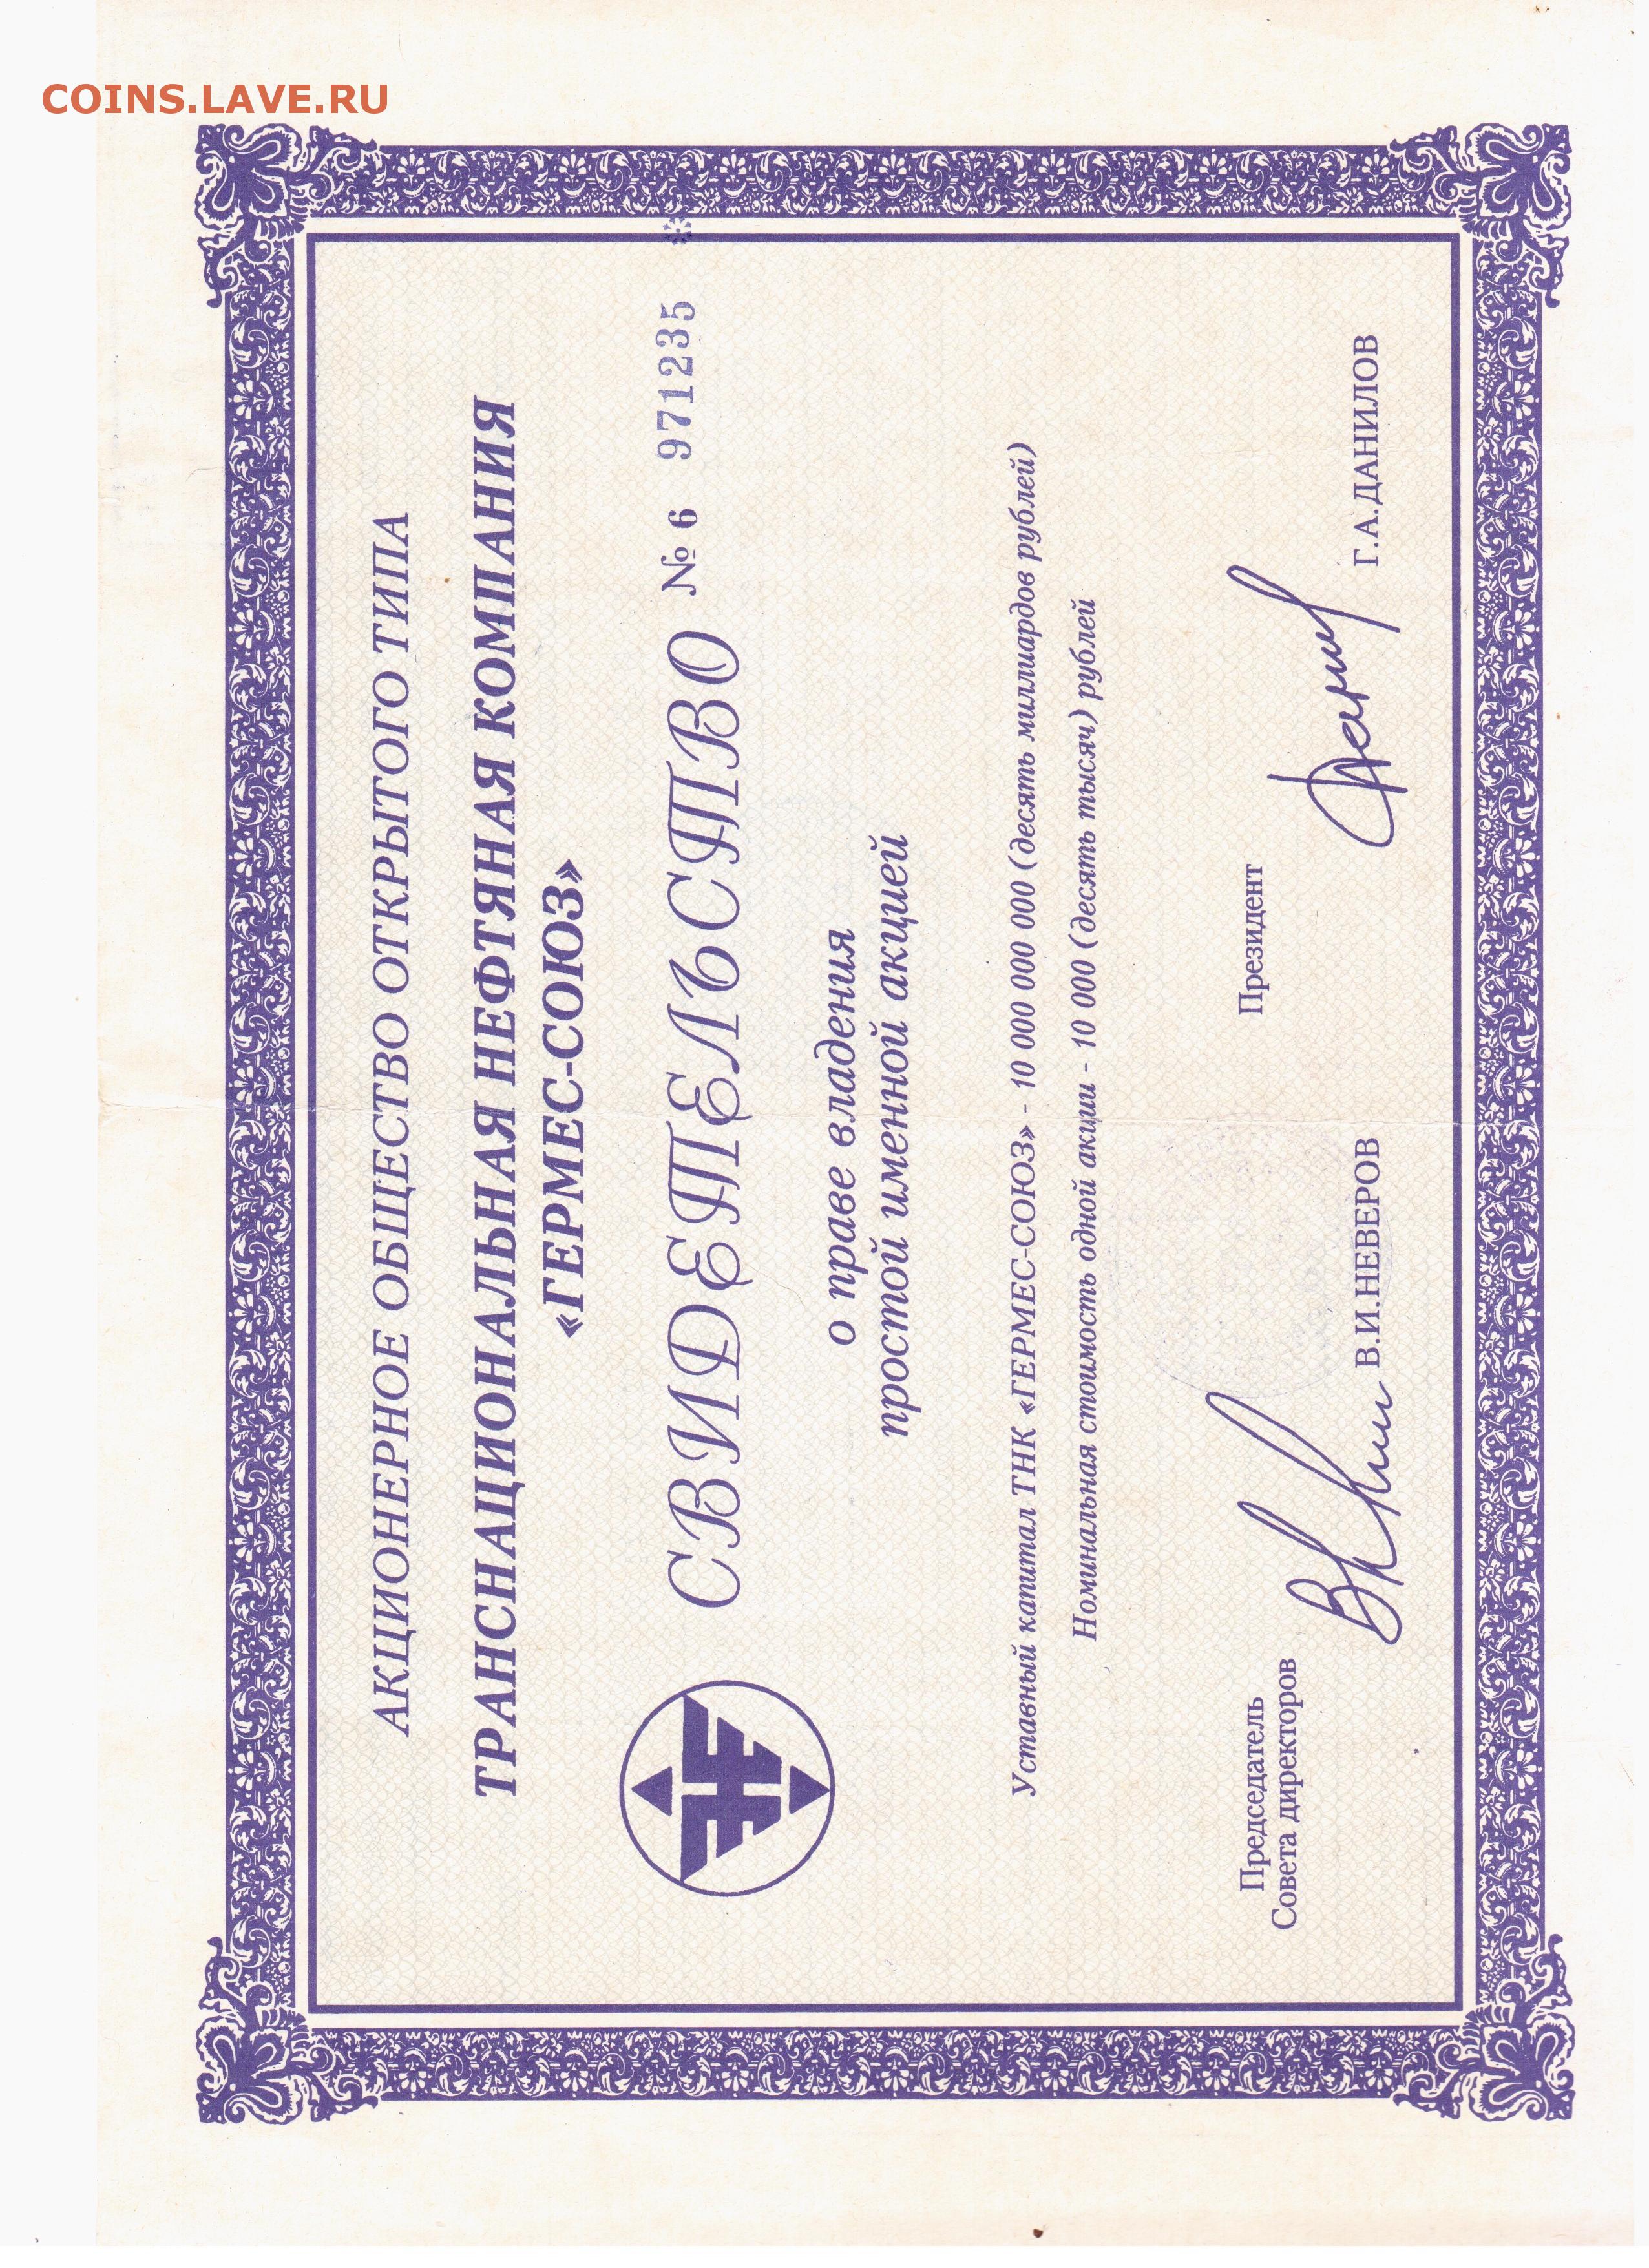 COINS.LAVE.RU
АКЦИОНЕРНОЕ ОБЩЕСТВО ОТКРЫТОГО ТИПА
ТРАНСНАЦИОНАЛЬНАЯ НЕФТЯНАЯ КОМПАНИЯ
«ГЕРМЕС-СОЮЗ»
СВИДЕТЕЛЬСТВО № 6 971235
о праве владения
простой именной акцией
Уставный капитал ТНК «ГЕРМЕС-СОЮЗ» - 10 000 000 000 (десять миллиардов рублей)
Номинальная стоимость одной акции - 10 000 (десять тысяч) рублей
Председатель
Совета директоров
В.И.НЕВЕРОВ
Президент
Г.А.ДАНИЛОВ